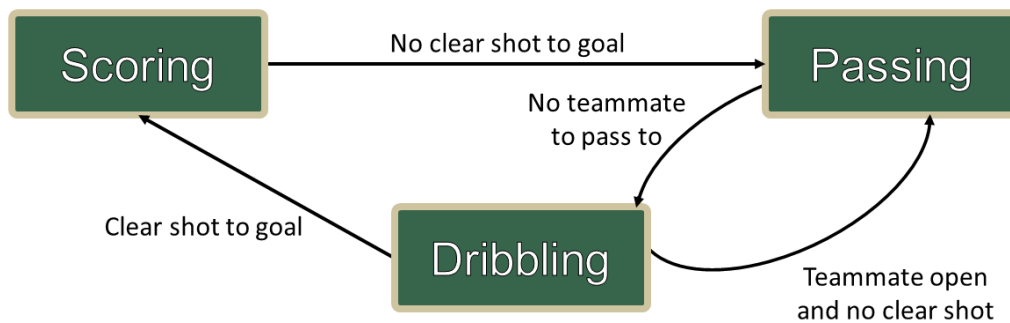 No clear shot to goal
Scoring
Passing
No teammate
to pass to
Clear shot to goal
Dribbling
Teammate open
and no clear shot